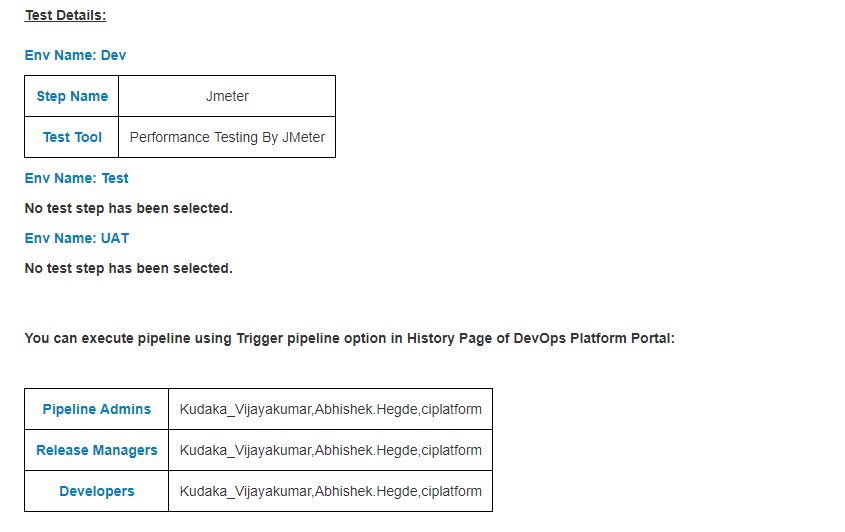 Test Details:
Env Name: Dev
Step Name Jmeter
Test Tool Performance Testing By JMeter
Env Name: Test
No test step has been selected.
Env Name: UAT
No test step has been selected.
You can execute pipeline using Trigger pipeline option in History Page of DevOps Platform Portal:
Pipeline Admins Kudaka_Vijayakumar,Abhishek.Hegde,ciplatform
Release Managers Kudaka_Vijayakumar,Abhishek.Hegde,ciplatform
Developers Kudaka_Vijayakumar,Abhishek.Hegde,ciplatform